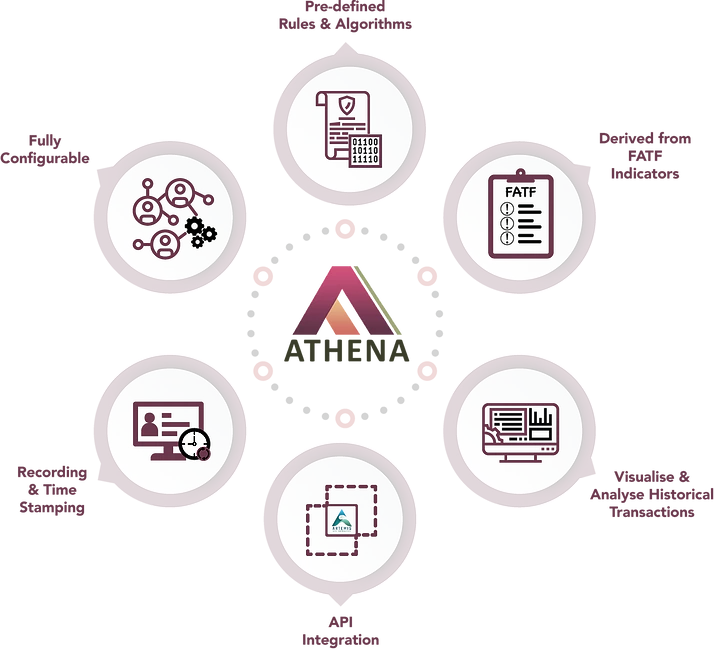 Pre-defined
Rules & Algorithms
Fully
Configurable
Derived from
FATF
Indicators
01100
10110
11110
FATF
ATHENA
Recording
& Time
Stamping
Visualise &
Analyse Historical
Transactions
ARTEMIS
API
Integration